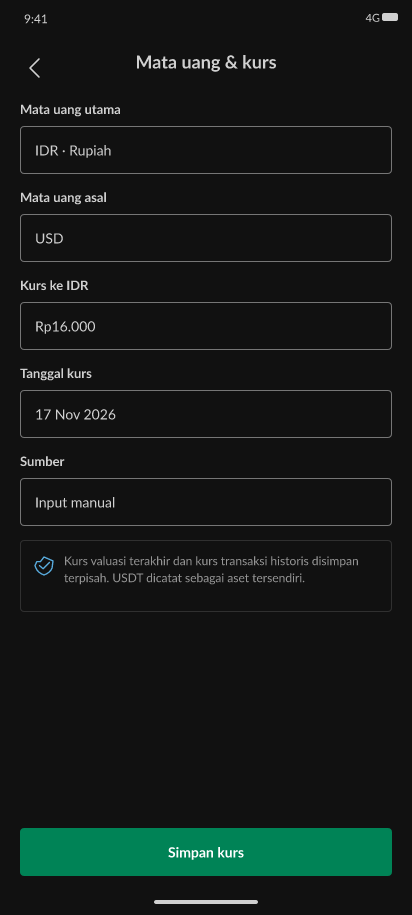 9:41
4G
Mata uang & kurs
Mata uang utama
IDR · Rupiah
Mata uang asal
USD
Kurs ke IDR
Rp16.000
Tanggal kurs
17 Nov 2026
Sumber
Input manual
Kurs valuasi terakhir dan kurs transaksi historis disimpan
terpisah. USDT dicatat sebagai aset tersendiri.
Simpan kurs